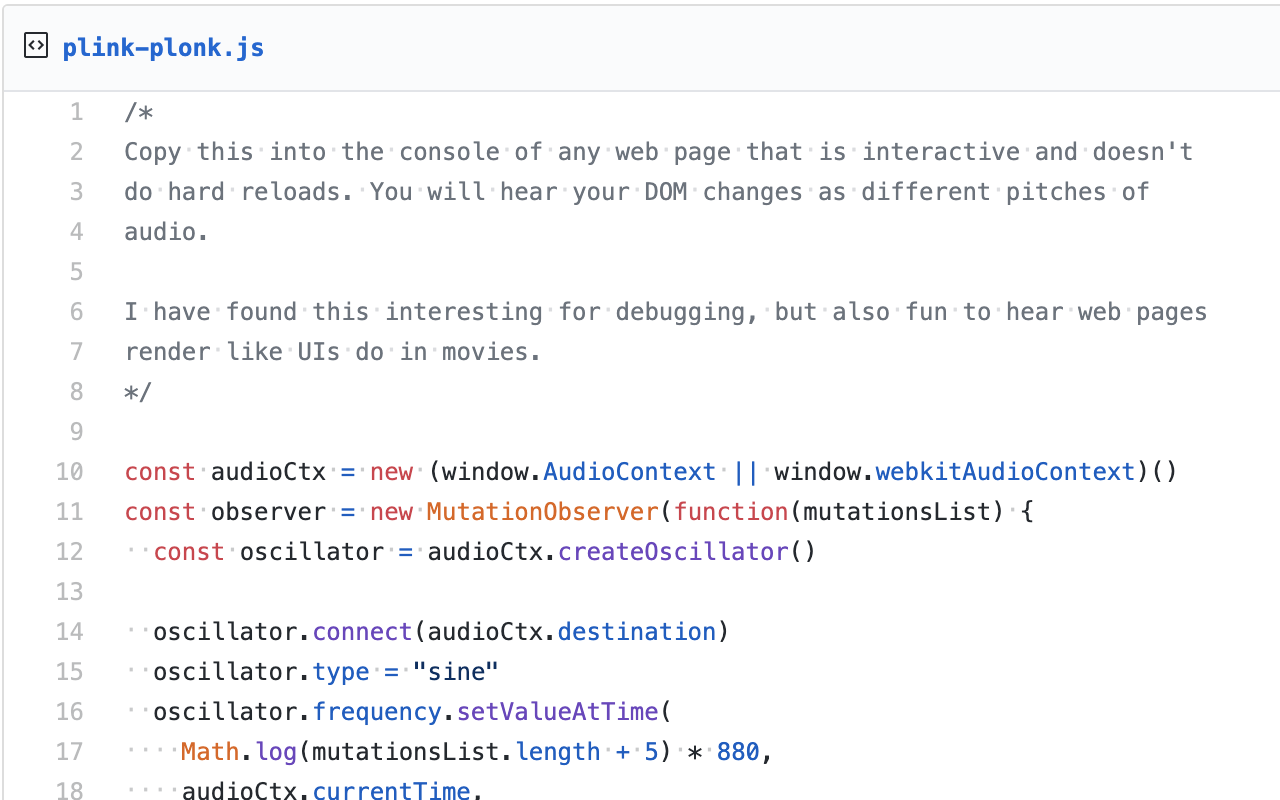 plink-plonk.js
1 /*
2 Copy this into the console of any web page that is interactive and doesn't
3 do hard reloads. You will hear your DOM changes as different pitches of
4 audio.
5
6 I have found this interesting for debugging, but also fun to hear web pages
7 render like UIs do in movies.
8 */
9
10 const audioCtx = new (window.AudioContext || window.webkitAudioContext)()
11 const observer = new MutationObserver(function(mutationsList) {
12   const oscillator = audioCtx.createOscillator()
13
14   oscillator.connect(audioCtx.destination)
15   oscillator.type = "sine"
16   oscillator.frequency.setValueAtTime(
17     Math.log(mutationsList.length + 5) * 880,
18     audioCtx.currentTime,